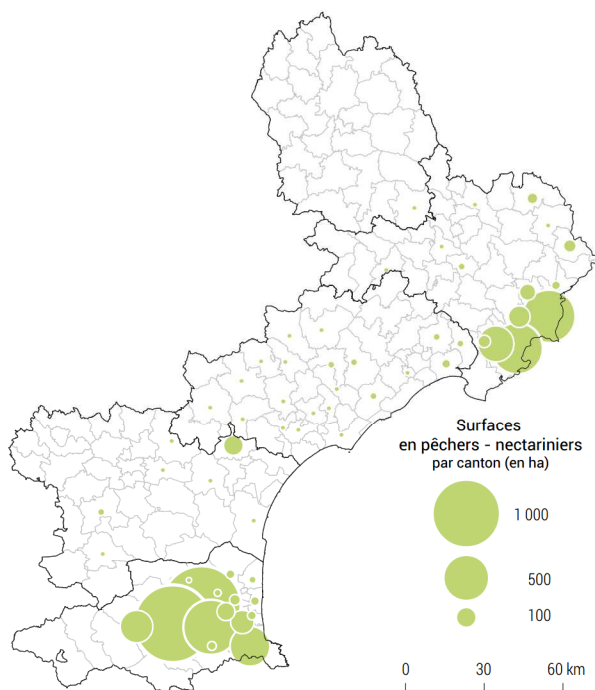 Surfaces
en pêchers - nectariniers
par canton (en ha)
1 000
500
100
0 30 60 km